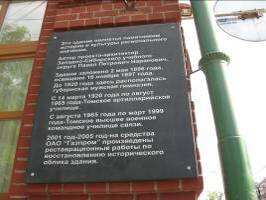 Это здание является памятником
истории и культуры регионального
значения.
Автор проекта-архитектор
Западно-Сибирского учебного
округа Павел Петрович Наранович.
Здание заложено 2 мая 1896 года,
освящено 19 ноября 1897 года.
До 1920 года здесь располагалась
губернская мужская гимназия.
С 14 марта 1920 года по август
1965 года-Томское артиллерийское
училище.
С августа 1965 года по март 1999
года-Томское высшее военное
командное училище связи.
2001 год-2005 год-на средства
ОАО "Газпром" произведены
реставрационные работы по
восстановлению исторического
облика здания.